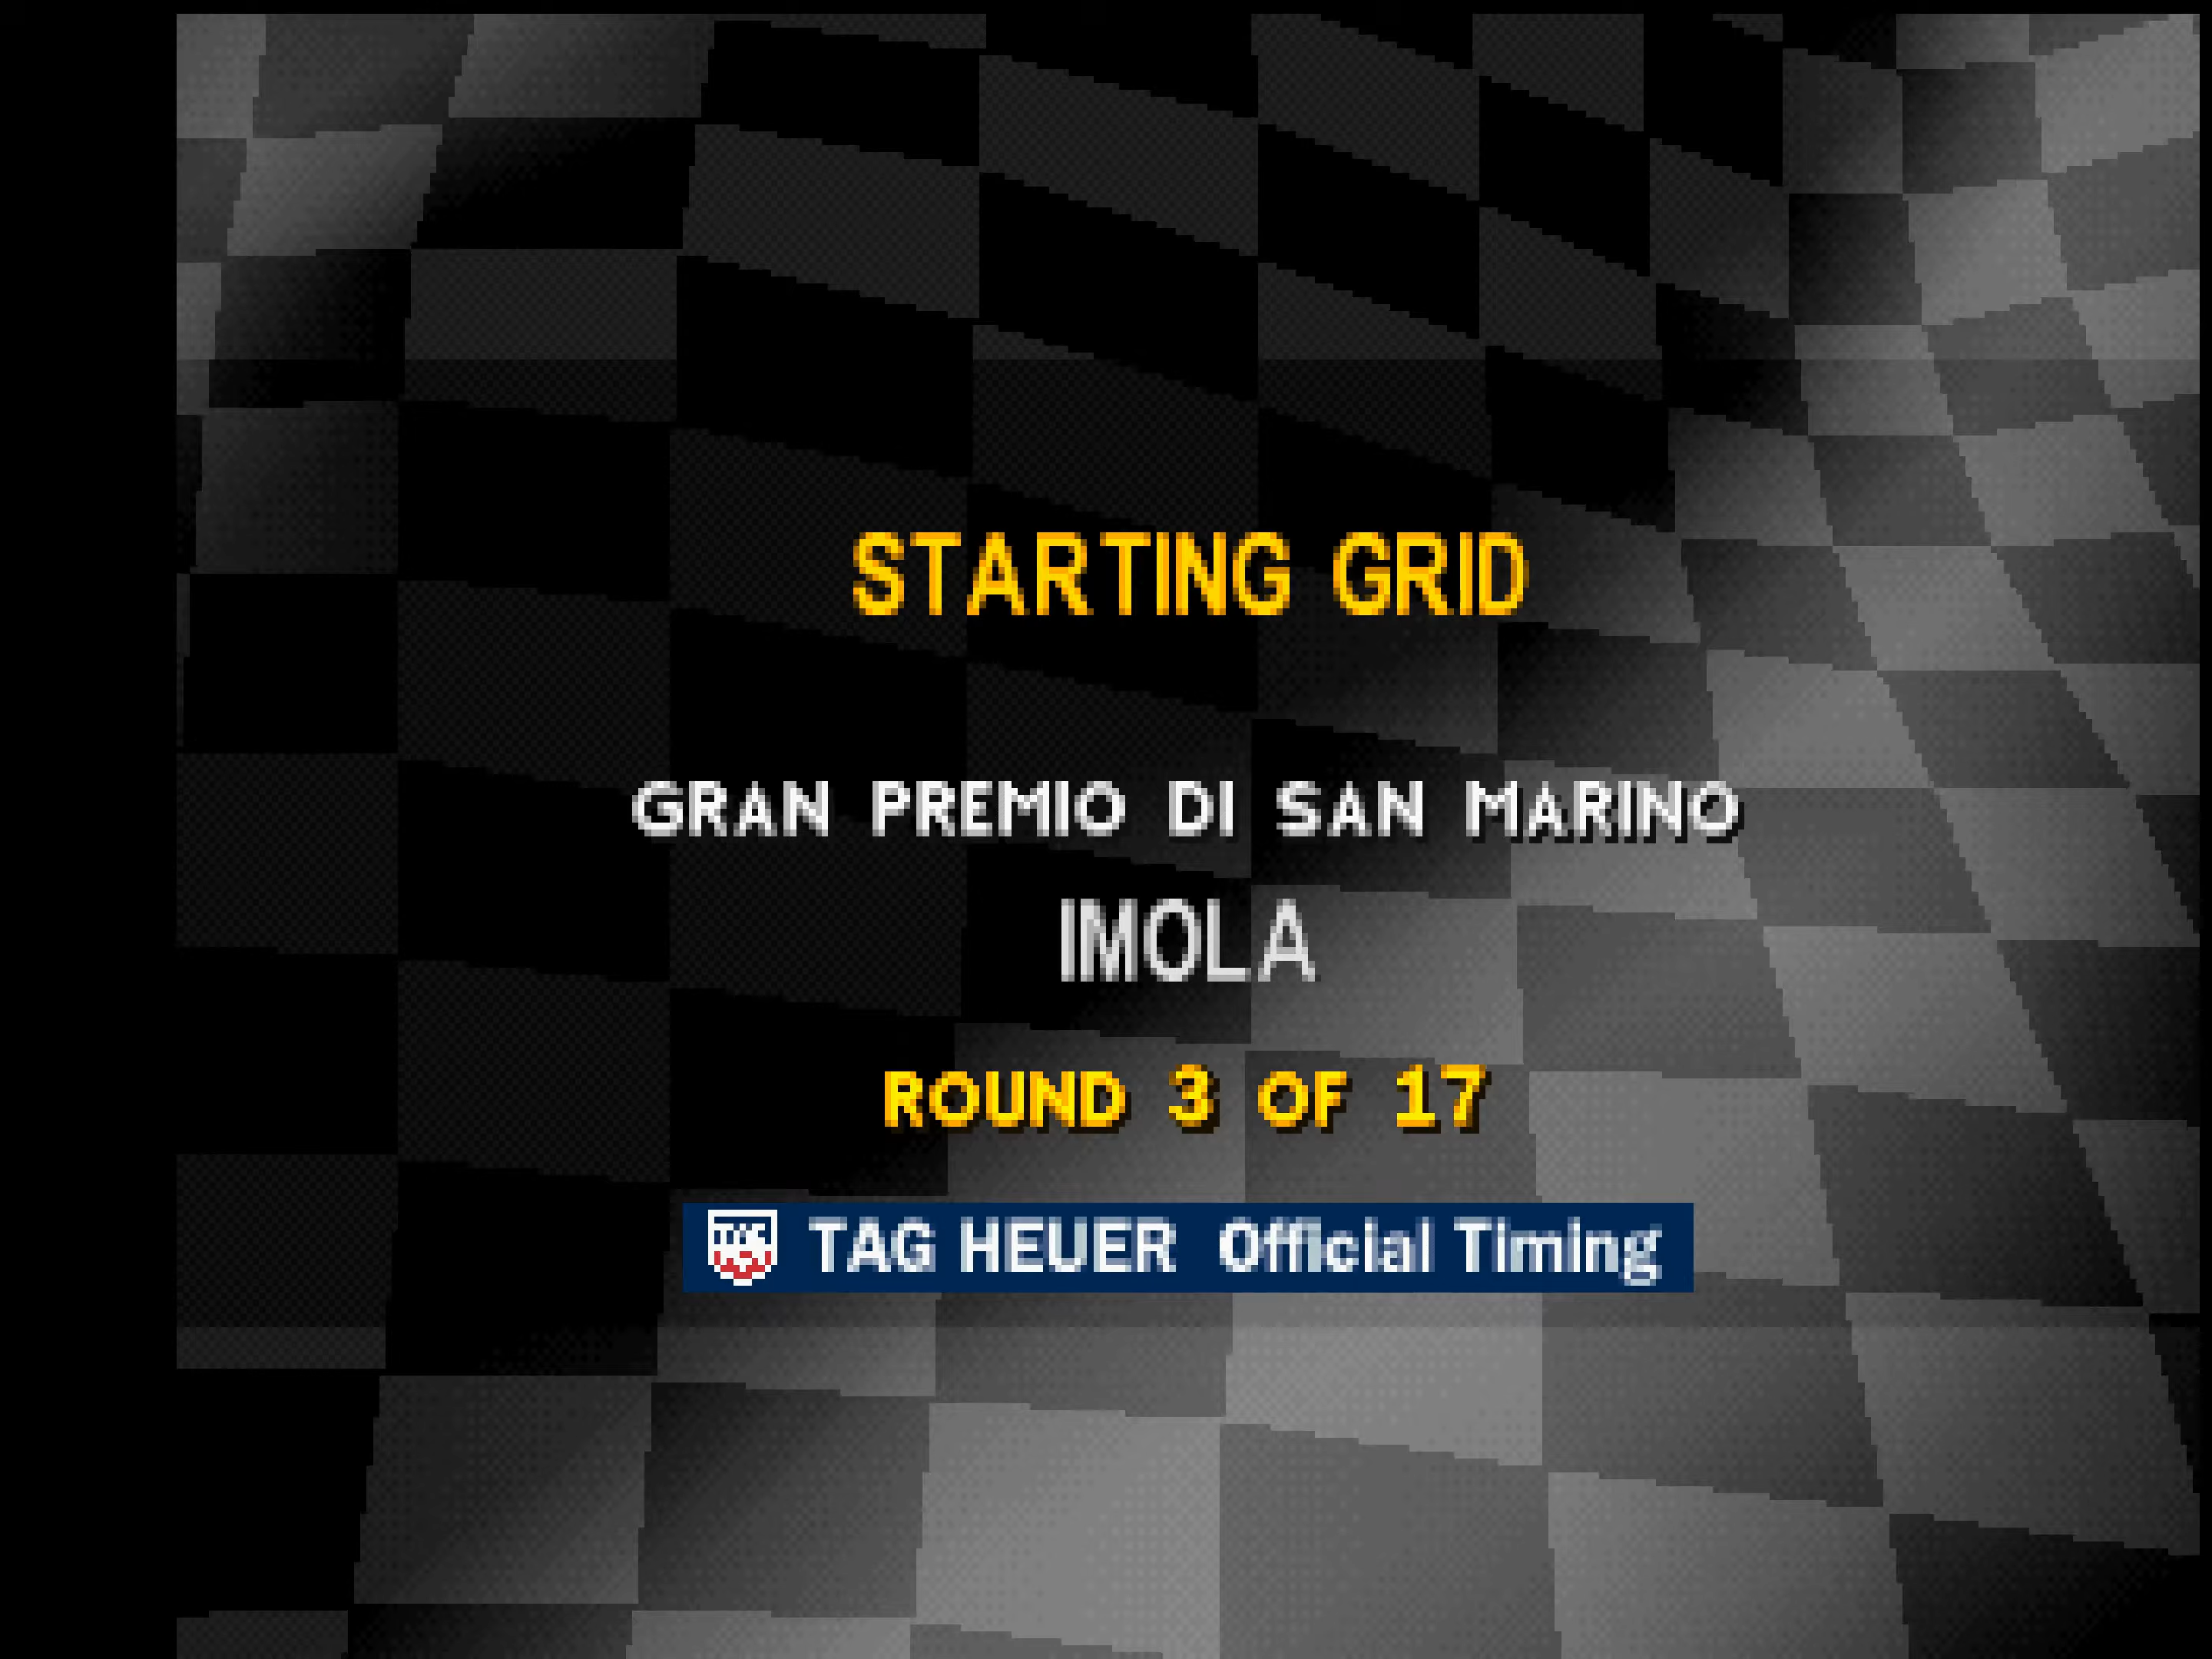 STARTING GRID
GRAN PREMIO DI SAN MARINO
IMOLA
ROUND 3 OF 17
TAG HEUER Official Timing